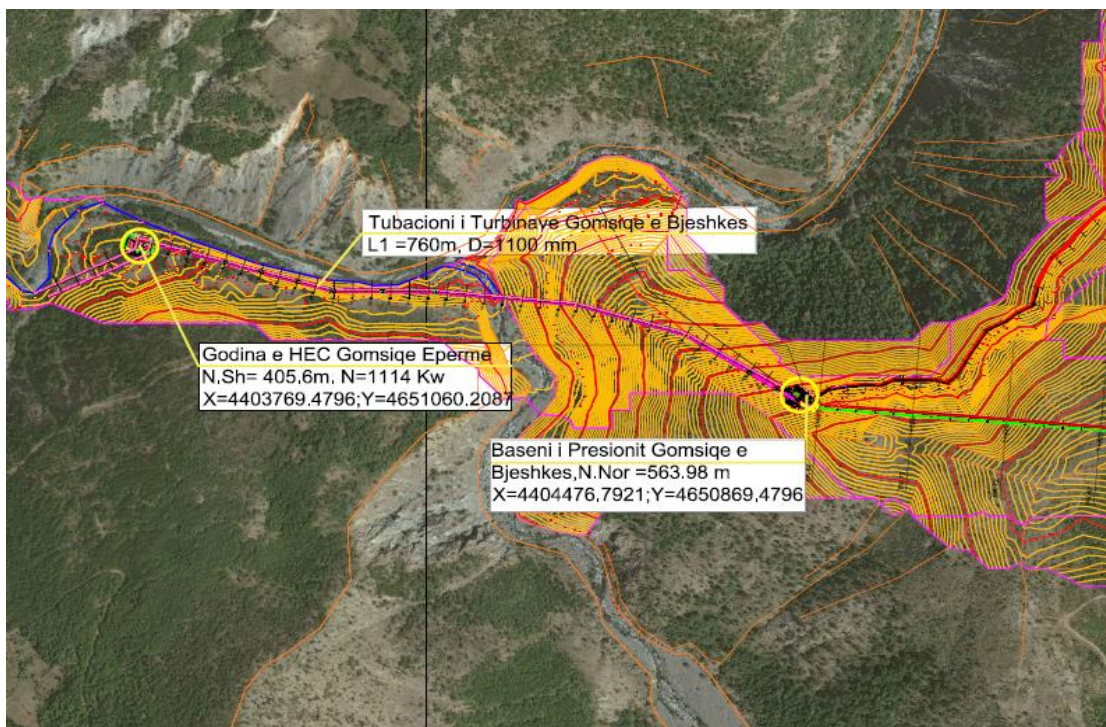 Tubacioni i Turbinaye Gomsiqe e Bjeshkes
L1 =760m, D=1100 mm
Godina e HEC Gomsiqe Eperme
N,Sh= 405,6m, N=1114 Kw
X=4403769,4796;Y=4651060,2087
Baseni i Presionit Gomsiqe e
Bjeshkes,N.Nor =563.98 m
X=4404476,7921;Y=4650869,4796